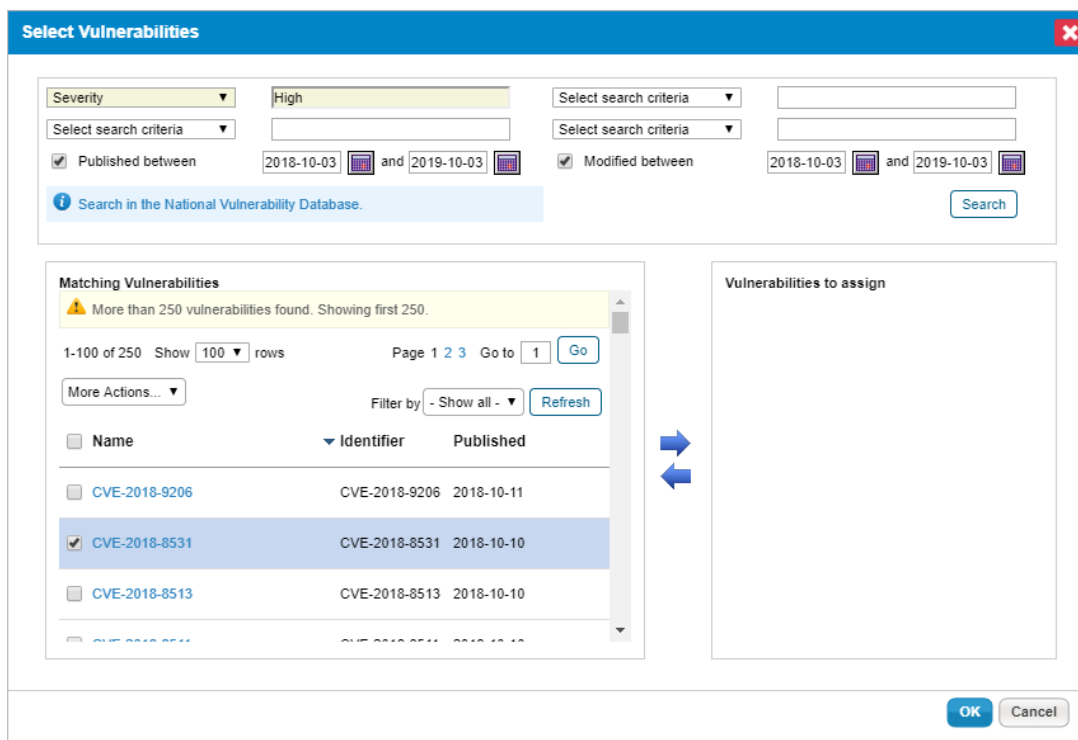 Select Vulnerabilities
Severity High Select search criteria
Select search criteria Select search criteria
Published between 2018-10-03 and 2019-10-03 Modified between 2018-10-03 and 2019-10-03
Search in the National Vulnerability Database. Search
Matching Vulnerabilities
More than 250 vulnerabilities found. Showing first 250.
1-100 of 250 Show 100 rows Page 1 2 3 Go to 1 Go
More Actions...
Filter by - Show all - Refresh
Name Identifier Published
CVE-2018-9206 CVE-2018-9206 2018-10-11
CVE-2018-8531 CVE-2018-8531 2018-10-10
CVE-2018-8513 CVE-2018-8513 2018-10-10
Vulnerabilities to assign
OK Cancel